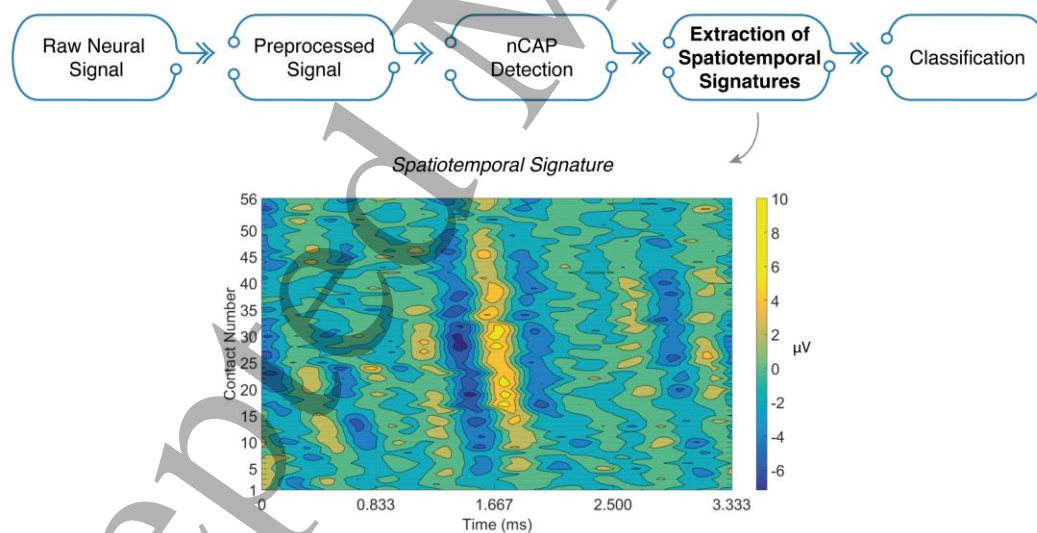 Raw Neural
Signal
Preprocessed
Signal
nCAP
Detection
Extraction of
Spatiotemporal
Signatures
Classification
Spatiotemporal Signature
56
50
45
40
35
30
25
20
15
10
5
1
Contact Number
0
0.833
1.667
2.500
3.333
Time (ms)
10
8
6
4
2
0
-2
-4
-6
µV